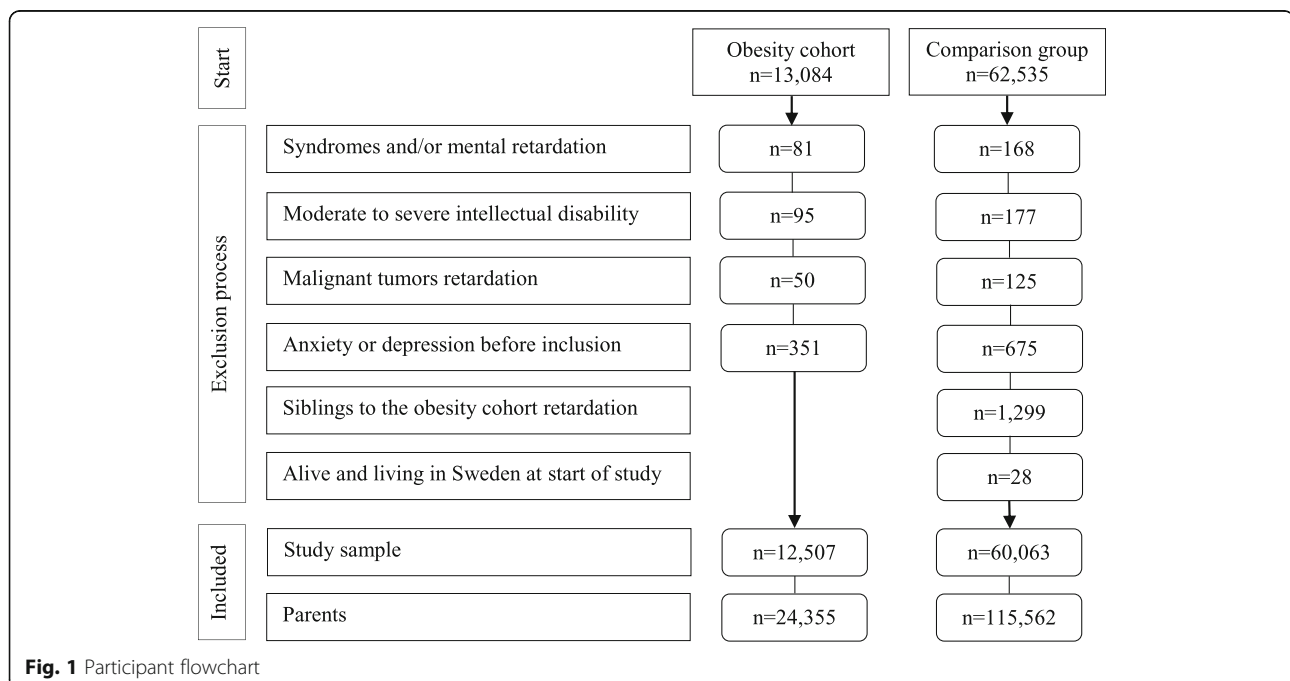 Start
Obesity cohort
n=13,084
Comparison group
n=62,535
Exclusion process
Syndromes and/or mental retardation
n=81
n=168
Moderate to severe intellectual disability
n=95
n=177
Malignant tumors retardation
n=50
n=125
Anxiety or depression before inclusion
n=351
n=675
Siblings to the obesity cohort retardation
n=1,299
Alive and living in Sweden at start of study
n=28
Included
Study sample
n=12,507
n=60,063
Parents
n=24,355
n=115,562
Fig. 1 Participant flowchart